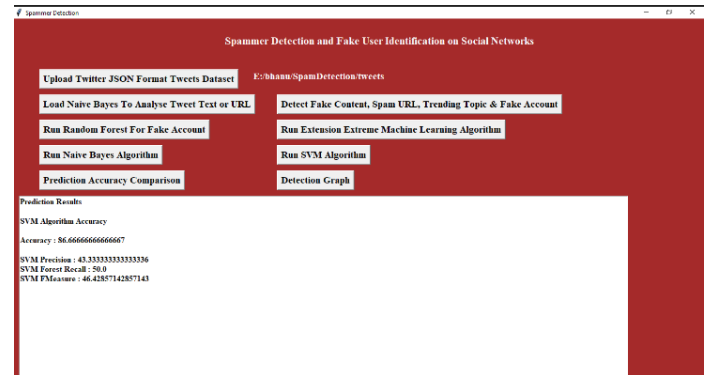 Spammer Detection
Spammer Detection and Fake User Identification on Social Networks
Upload Twitter JSON Format Tweets Dataset
E:/bhanu/SpamDetection/tweets
Load Naive Bayes To Analyse Tweet Text or URL
Detect Fake Content, Spam URL, Trending Topic & Fake Account
Run Random Forest For Fake Account
Run Extension Extreme Machine Learning Algorithm
Run Naive Bayes Algorithm
Run SVM Algorithm
Prediction Accuracy Comparison
Detection Graph
Prediction Results
SVM Algorithm Accuracy
Accuracy : 86.66666666666667
SVM Precision : 43.333333333333336
SVM Forest Recall : 50.0
SVM FMeasure : 46.42857142857143